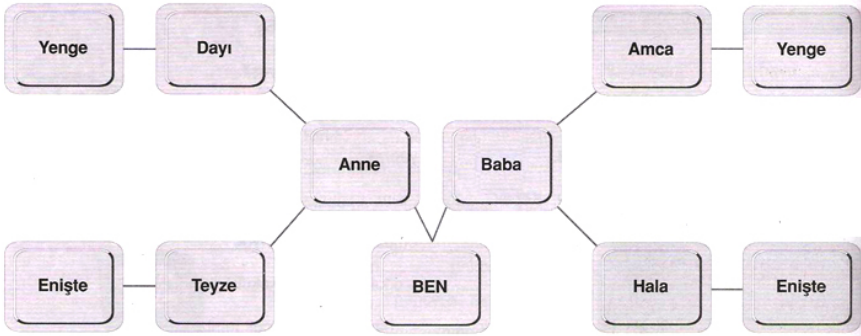 Yenge
Dayı
Amca
Yenge
Anne
Baba
Enişte
Teyze
BEN
Hala
Enişte